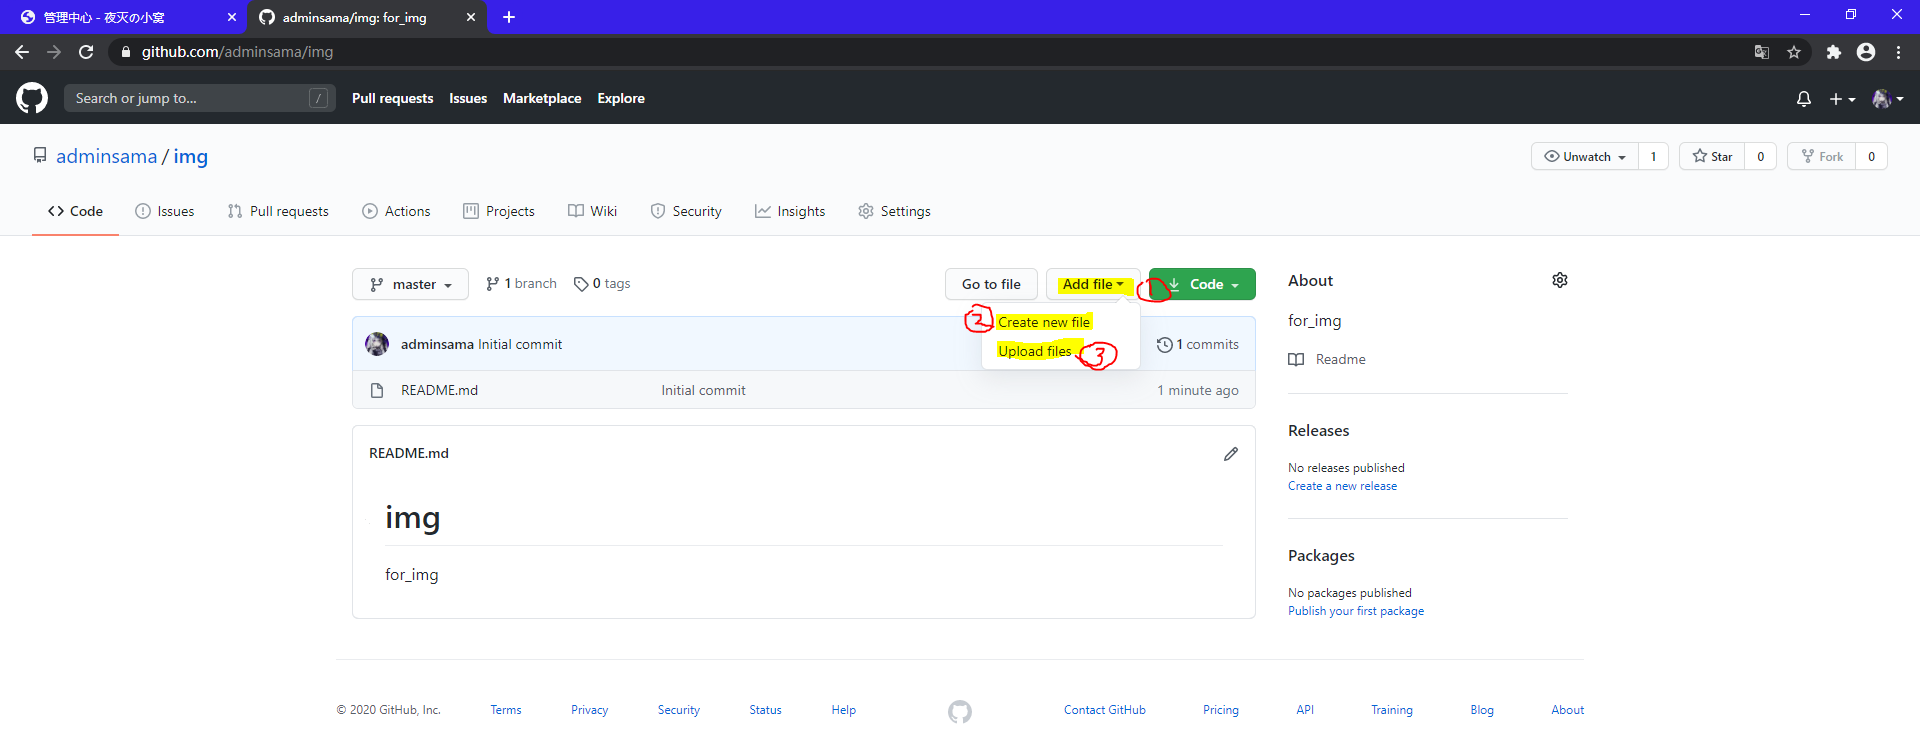 管理中心 - 夜灭の小窝
adminsama/img: for_img
github.com/adminsama/img
Search or jump to... /
Pull requests Issues Marketplace Explore
adminsama / img
Unwatch 1 Star 0 Fork 0
Code Issues Pull requests Actions Projects Wiki Security Insights Settings
master 1 branch 0 tags Go to file Add file 1 Code
2 Create new file
Upload files 3
adminsama Initial commit 1 commits
README.md Initial commit 1 minute ago
README.md
img
for_img
About
for_img
Readme
Releases
No releases published
Create a new release
Packages
No packages published
Publish your first package
© 2020 GitHub, Inc. Terms Privacy Security Status Help Contact GitHub Pricing API Training Blog About